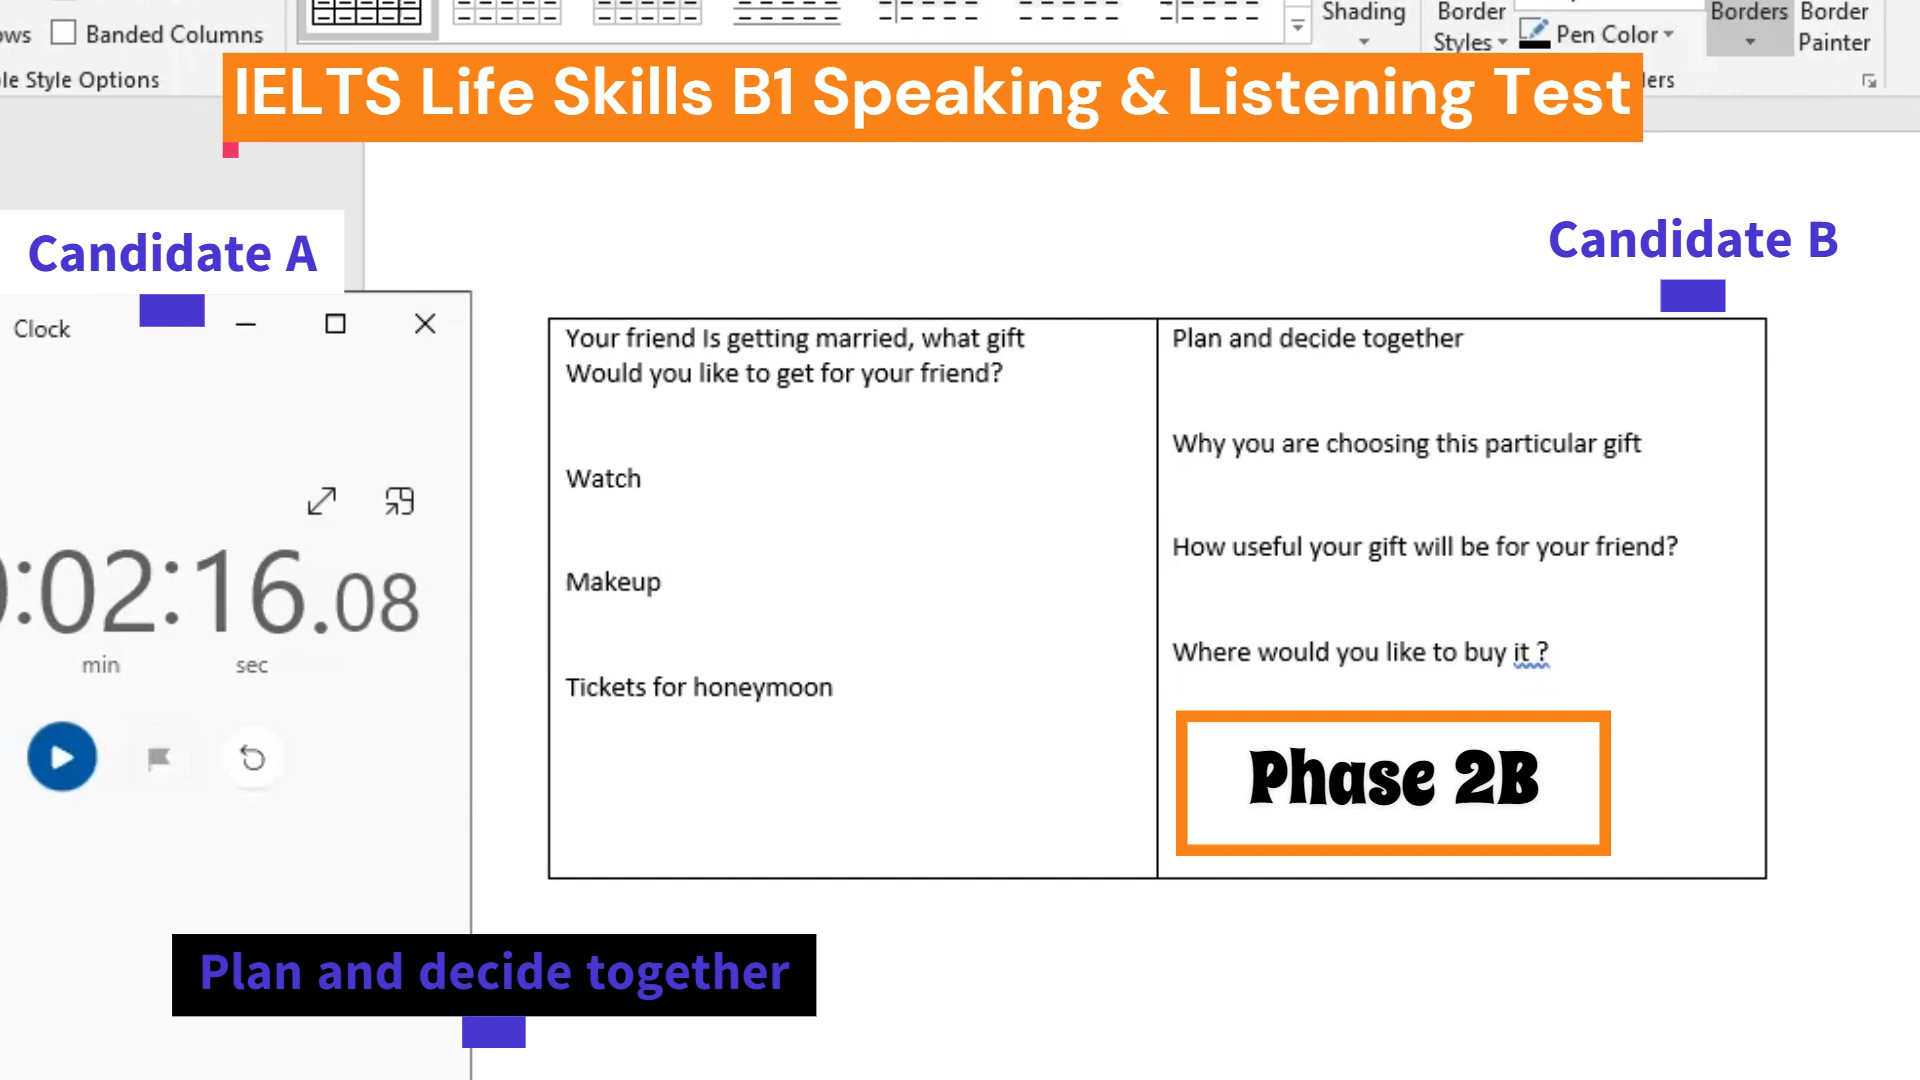 Shading
Border
Styles
Pen Color
Borders
Border
Painter
Banded Columns
Style Options
IELTS Life Skills B1 Speaking & Listening Test
Candidate A
Candidate B
Clock
Your friend Is getting married, what gift
Would you like to get for your friend?
Watch
Makeup
Tickets for honeymoon
Plan and decide together
Why you are choosing this particular gift
How useful your gift will be for your friend?
Where would you like to buy it ?
Phase 2B
:02:16.08
min
sec
Plan and decide together